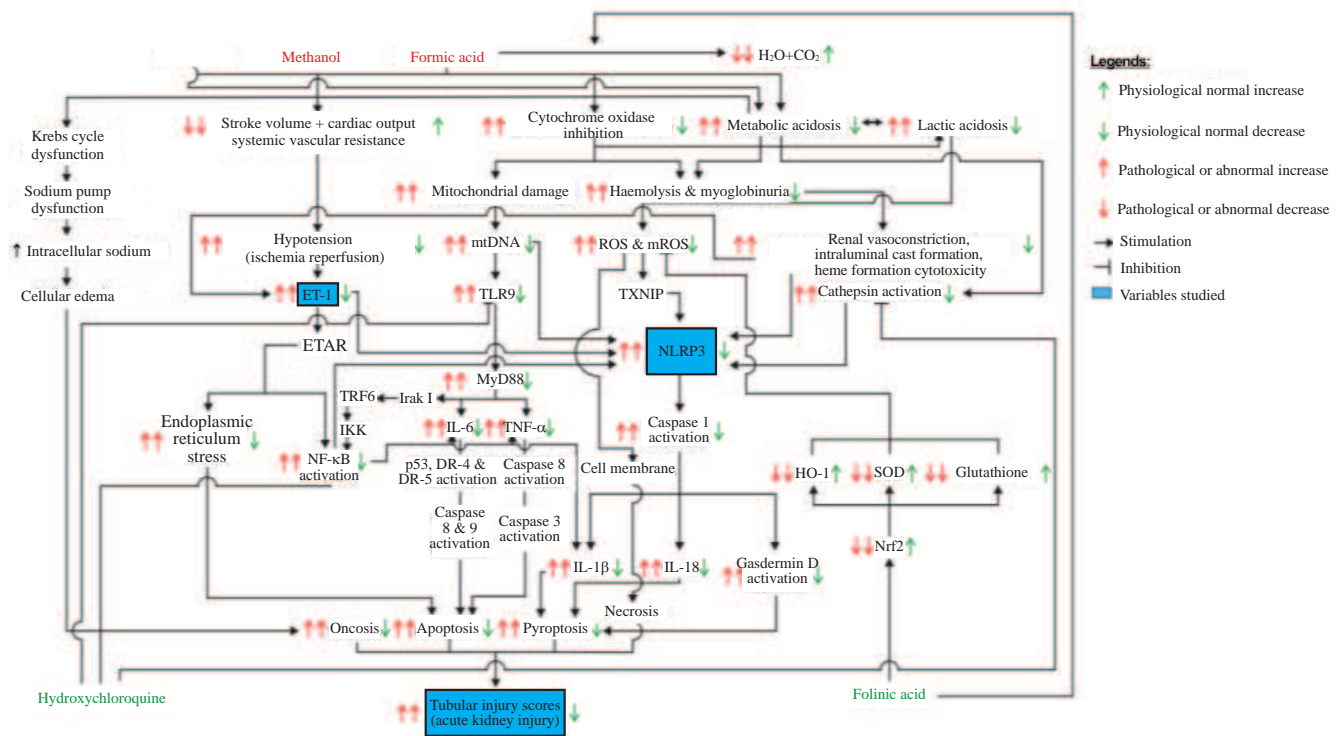 Methanol
Formic acid
H₂O+CO₂
Legends:
Physiological normal increase
Physiological normal decrease
Pathological or abnormal increase
Pathological or abnormal decrease
Stimulation
Inhibition
Variables studied
Krebs cycle
dysfunction
Stroke volume + cardiac output
systemic vascular resistance
Cytochrome oxidase
inhibition
Metabolic acidosis
Lactic acidosis
Sodium pump
dysfunction
Mitochondrial damage
Haemolysis & myoglobinuria
Intracellular sodium
Hypotension
(ischemia reperfusion)
mtDNA
ROS & mROS
Renal vasoconstriction,
intraluminal cast formation,
heme formation cytotoxicity
Cellular edema
ET-1
TLR9
TXNIP
Cathepsin activation
ETAR
NLRP3
MyD88
TRF6
Irak I
Endoplasmic
reticulum
stress
IKK
IL-6
TNF-α
Caspase 1
activation
NF-κB
activation
p53, DR-4 &
DR-5 activation
Caspase 8
activation
Cell membrane
HO-1
SOD
Glutathione
Caspase
8 & 9
activation
Caspase 3
activation
Nrf2
IL-1β
IL-18
Gasdermin D
activation
Necrosis
Oncosis
Apoptosis
Pyroptosis
Hydroxychloroquine
Folinic acid
Tubular injury scores
(acute kidney injury)